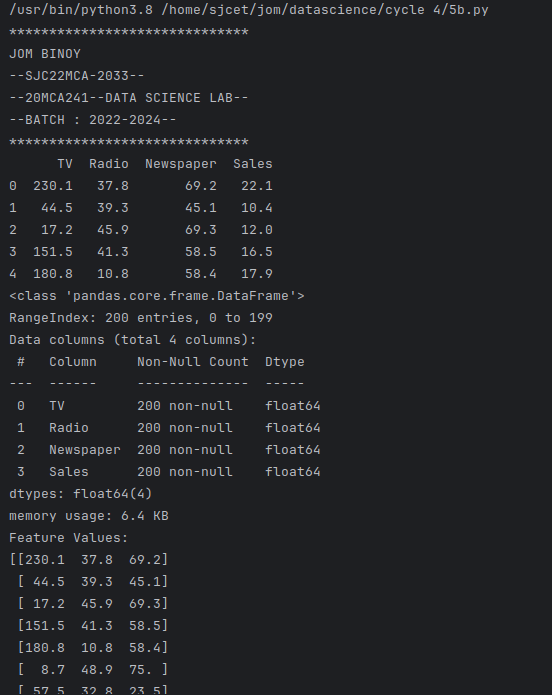 /usr/bin/python3.8 /home/sjcet/jom/datascience/cycle 4/5b.py
******************************
JOM BINOY
--SJC22MCA-2033--
--20MCA241--DATA SCIENCE LAB--
--BATCH : 2022-2024--
******************************
      TV  Radio  Newspaper  Sales
0  230.1   37.8       69.2   22.1
1   44.5   39.3       45.1   10.4
2   17.2   45.9       69.3   12.0
3  151.5   41.3       58.5   16.5
4  180.8   10.8       58.4   17.9
<class 'pandas.core.frame.DataFrame'>
RangeIndex: 200 entries, 0 to 199
Data columns (total 4 columns):
 #   Column     Non-Null Count  Dtype
---  ------     --------------  -----
 0   TV         200 non-null    float64
 1   Radio      200 non-null    float64
 2   Newspaper  200 non-null    float64
 3   Sales      200 non-null    float64
dtypes: float64(4)
memory usage: 6.4 KB
Feature Values:
[[230.1  37.8  69.2]
 [ 44.5  39.3  45.1]
 [ 17.2  45.9  69.3]
 [151.5  41.3  58.5]
 [180.8  10.8  58.4]
 [  8.7  48.9  75. ]
 [ 57.5  32.8  23.5]